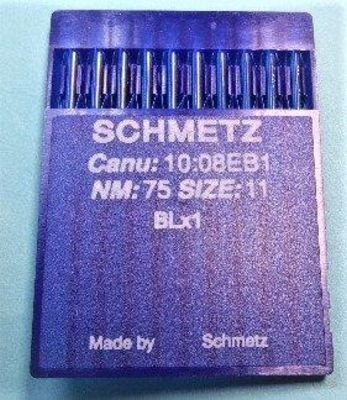 SCHMETZ
Canu: 10:08EB1
NM: 75 SIZE: 11
BLx1
Made by Schmetz